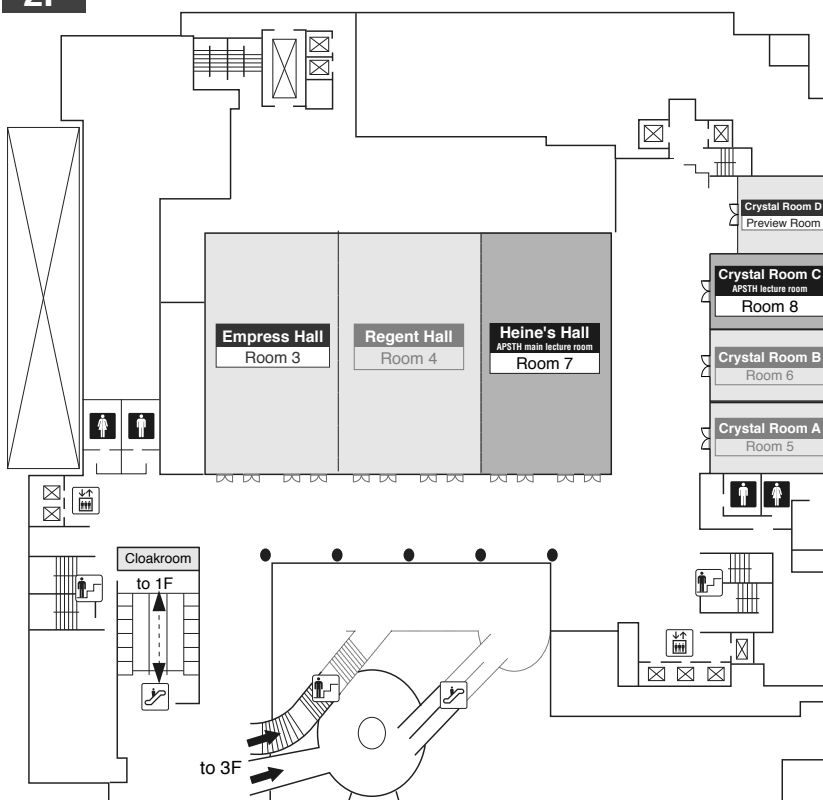 2F
Crystal Room D
Preview Room
Crystal Room C
APSTH lecture room
Room 8
Empress Hall
Room 3
Regent Hall
Room 4
Heine's Hall
APSTH main lecture room
Room 7
Crystal Room B
Room 6
Crystal Room A
Room 5
Cloakroom
to 1F
to 3F